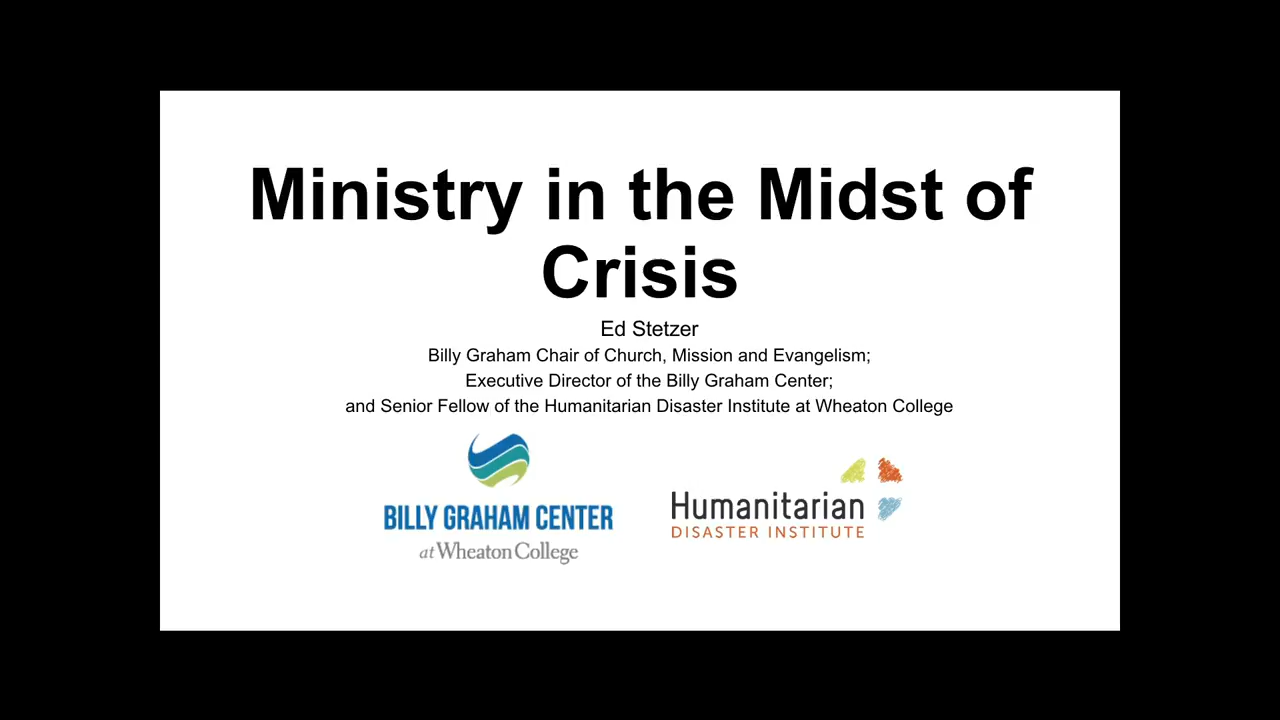 Ministry in the Midst of
Crisis
Ed Stetzer
Billy Graham Chair of Church, Mission and Evangelism;
Executive Director of the Billy Graham Center;
and Senior Fellow of the Humanitarian Disaster Institute at Wheaton College
BILLY GRAHAM CENTER
at Wheaton College
Humanitarian
DISASTER INSTITUTE